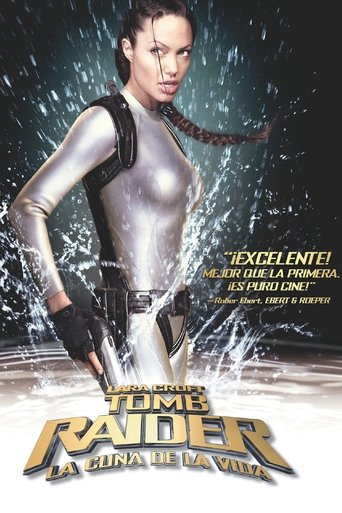 “¡EXCELENTE!
MEJOR QUE LA PRIMERA.
¡ES PURO CINE!”
– Rober Ebert, EBERT & ROEPER
LARA CROFT
TOMB
RAIDER
LA CUNA DE LA VIDA